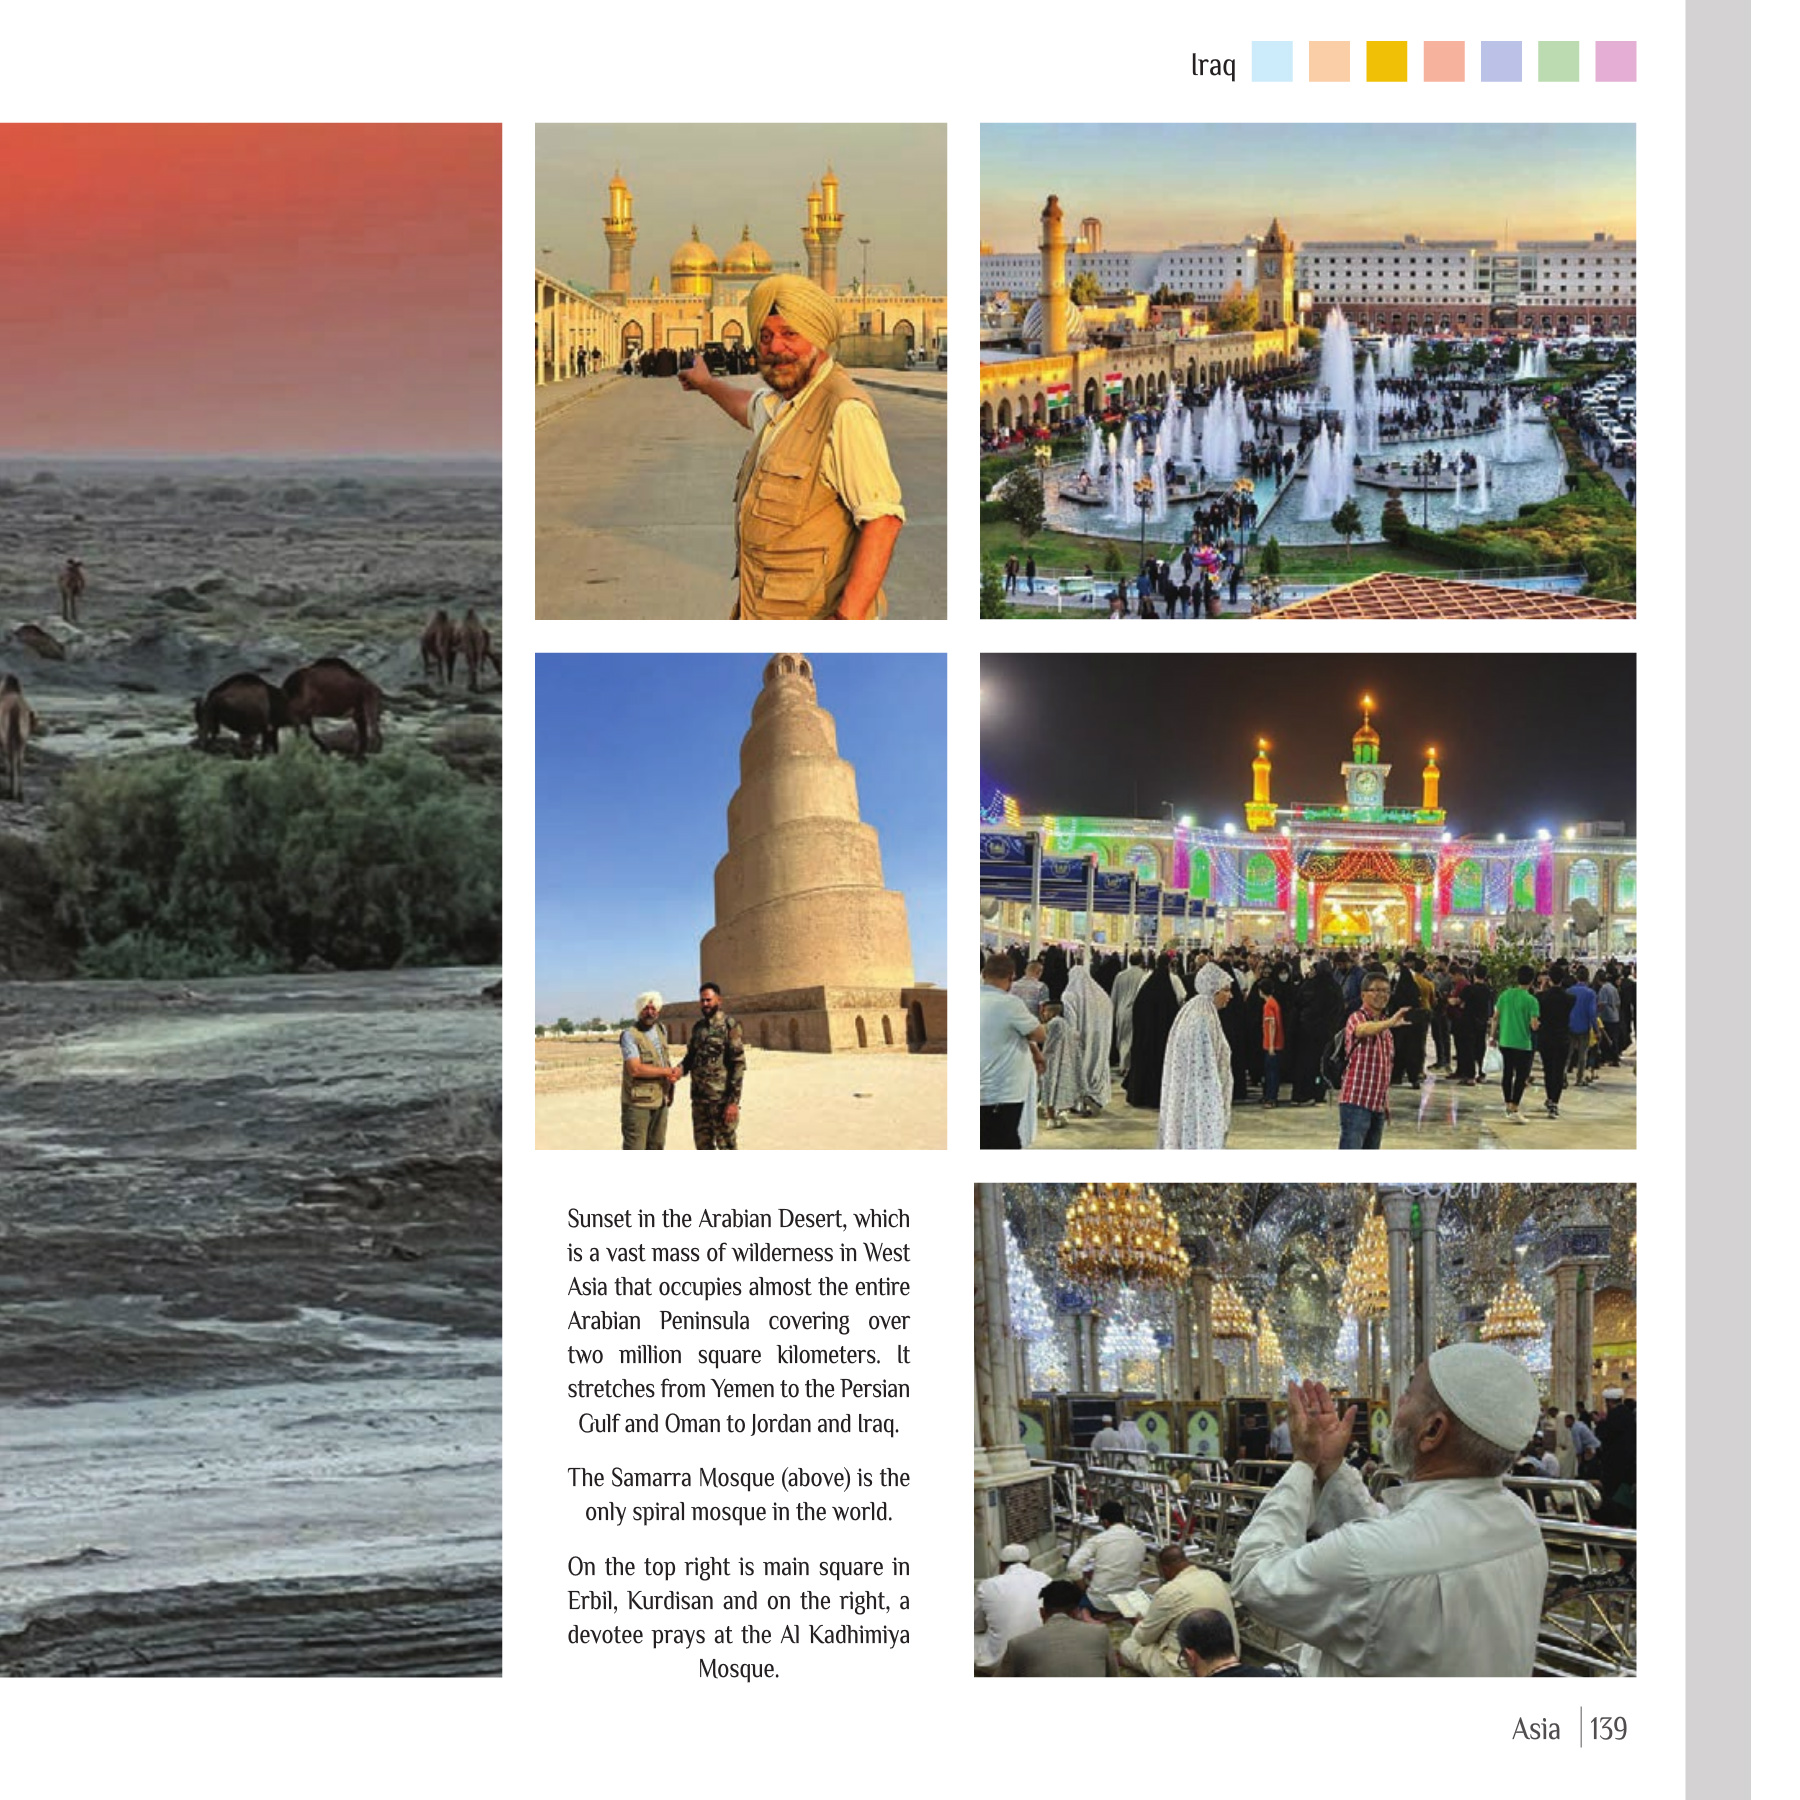 Iraq
Sunset in the Arabian Desert, which
is a vast mass of wilderness in West
Asia that occupies almost the entire
Arabian Peninsula covering over
two million square kilometers. It
stretches from Yemen to the Persian
Gulf and Oman to Jordan and Iraq.
The Samarra Mosque (above) is the
only spiral mosque in the world.
On the top right is main square in
Erbil, Kurdisan and on the right, a
devotee prays at the Al Kadhimiya
Mosque.
Asia 139